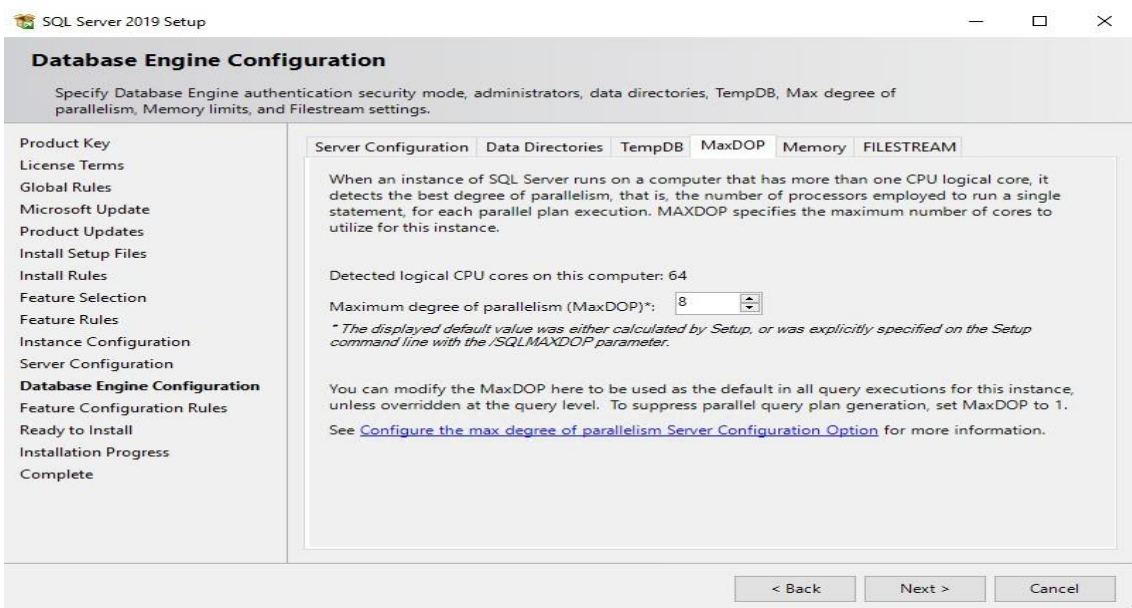 SQL Server 2019 Setup
Database Engine Configuration
Specify Database Engine authentication security mode, administrators, data directories, TempDB, Max degree of
parallelism, Memory limits, and Filestream settings.
Product Key
License Terms
Global Rules
Microsoft Update
Product Updates
Install Setup Files
Install Rules
Feature Selection
Feature Rules
Instance Configuration
Server Configuration
Database Engine Configuration
Feature Configuration Rules
Ready to Install
Installation Progress
Complete
Server Configuration Data Directories TempDB MaxDOP Memory FILESTREAM
When an instance of SQL Server runs on a computer that has more than one CPU logical core, it
detects the best degree of parallelism, that is, the number of processors employed to run a single
statement, for each parallel plan execution. MAXDOP specifies the maximum number of cores to
utilize for this instance.
Detected logical CPU cores on this computer: 64
Maximum degree of parallelism (MaxDOP)*: 8
* The displayed default value was either calculated by Setup, or was explicitly specified on the Setup
command line with the /SQLMAXDOP parameter.
You can modify the MaxDOP here to be used as the default in all query executions for this instance,
unless overridden at the query level. To suppress parallel query plan generation, set MaxDOP to 1.
See Configure the max degree of parallelism Server Configuration Option for more information.
< Back Next > Cancel